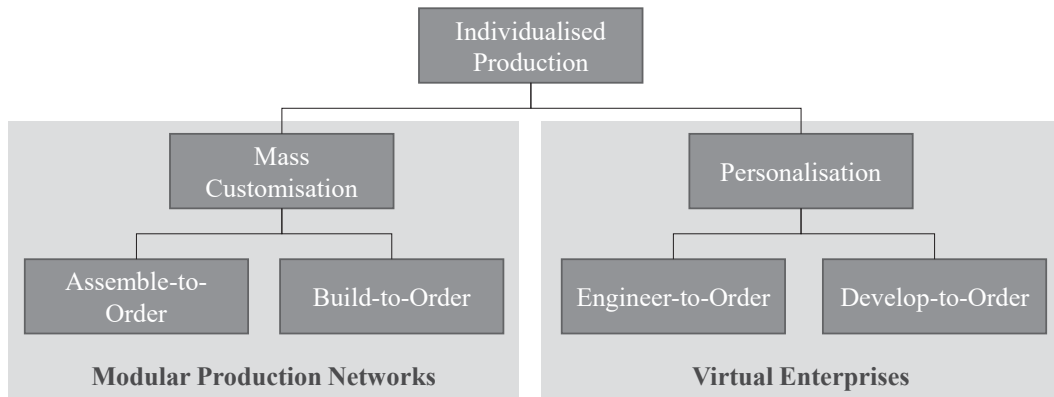 Individualised
Production
Mass
Customisation
Personalisation
Assemble-to-
Order
Build-to-Order
Engineer-to-Order
Develop-to-Order
Modular Production Networks
Virtual Enterprises